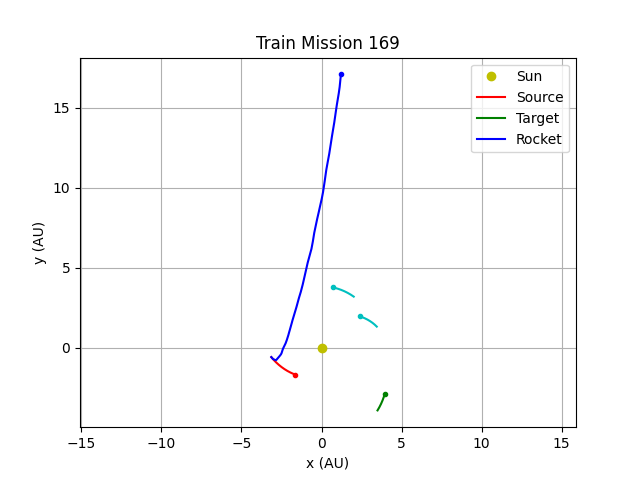 Train Mission 169
Sun
Source
Target
Rocket
15
10
5
0
y (AU)
−15
−10
−5
0
5
10
15
x (AU)